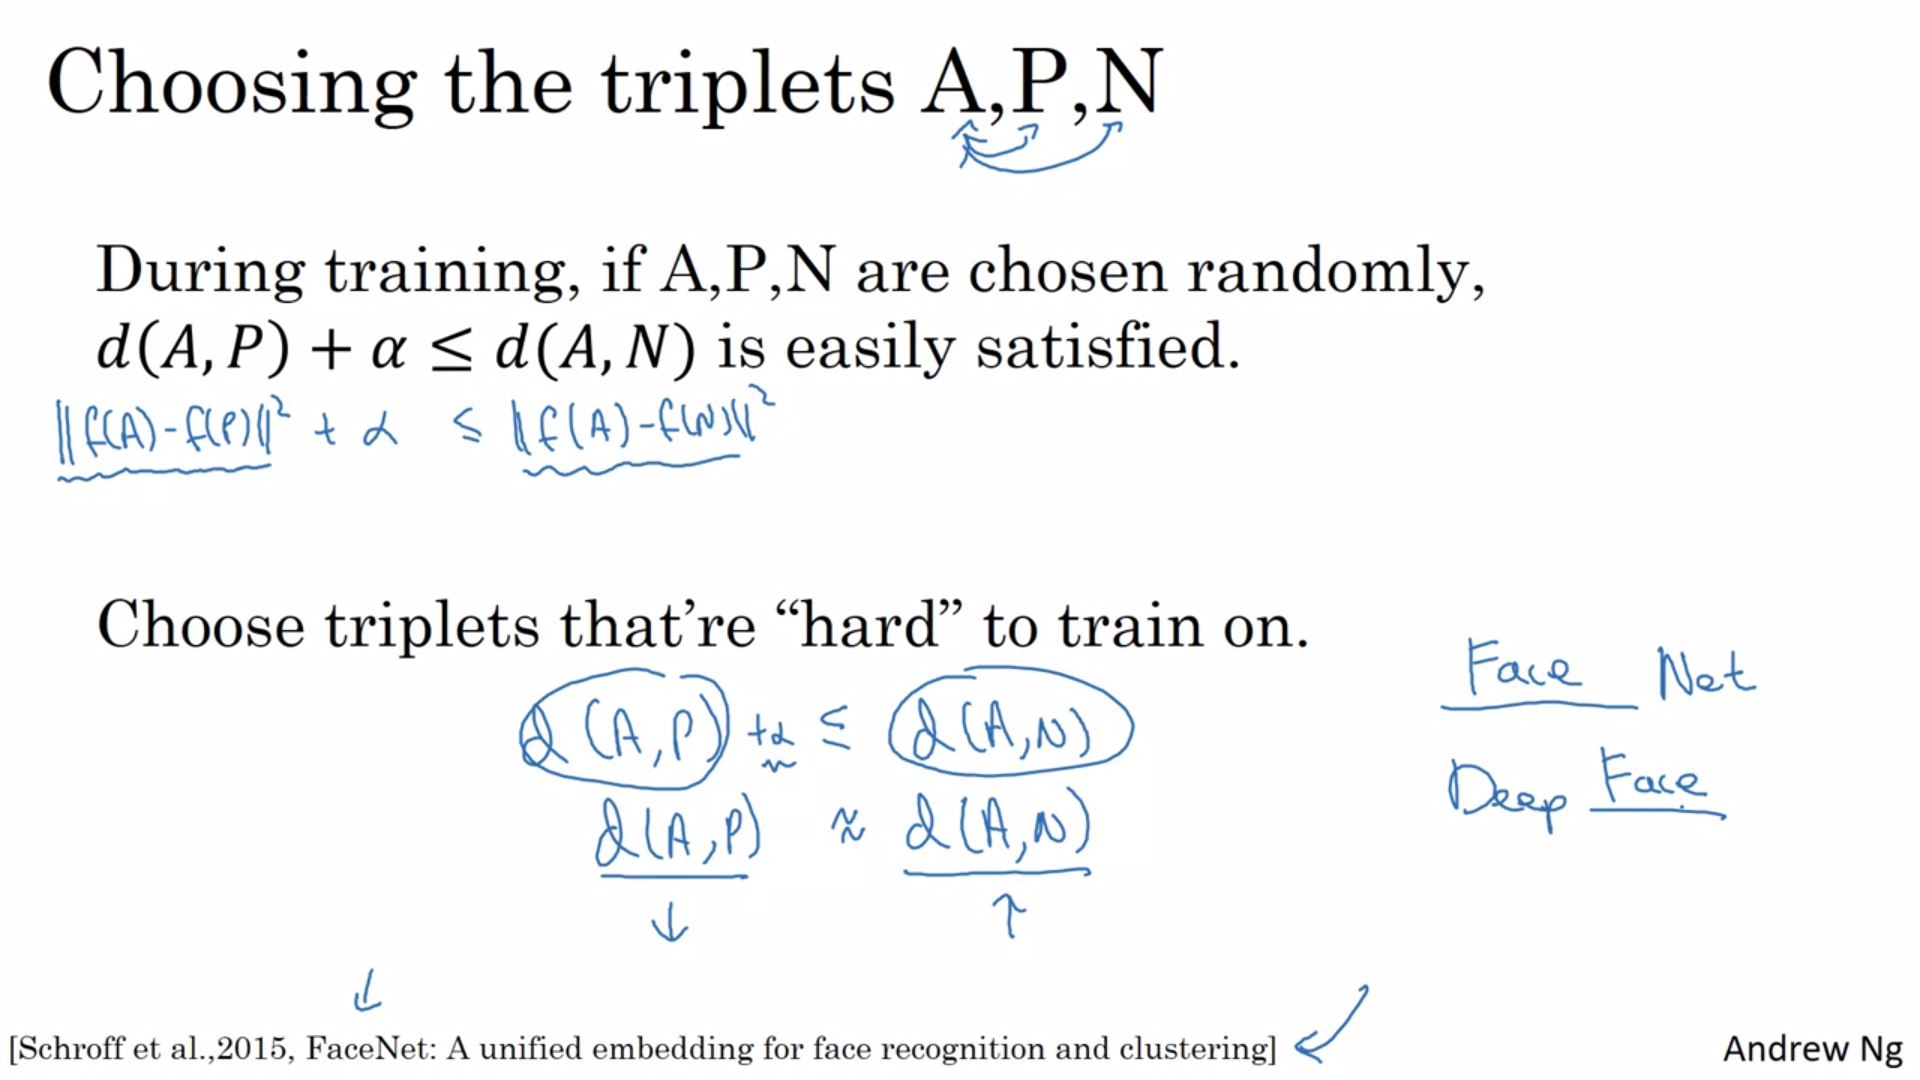 Choosing the triplets A,P,N
During training, if A,P,N are chosen randomly,
d(A, P) + α ≤ d(A, N) is easily satisfied.
||f(A)-f(P)||² + α ≤ ||f(A)-f(N)||²
Choose triplets that're “hard” to train on.
d(A,P) +α ≤ d(A,N)
d(A,P) ≈ d(A,N)
↓ ↑
Face Net
Deep Face
[Schroff et al.,2015, FaceNet: A unified embedding for face recognition and clustering]
Andrew Ng